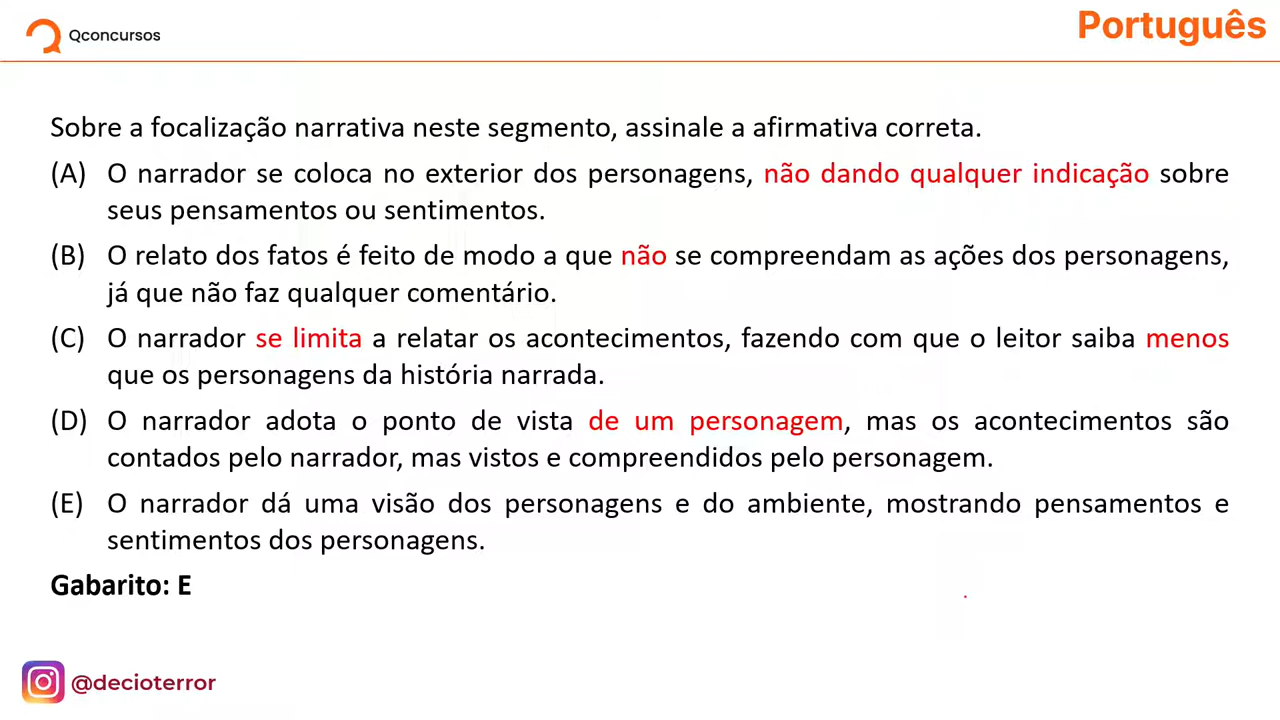 Qconcursos
Português
Sobre a focalização narrativa neste segmento, assinale a afirmativa correta.
(A) O narrador se coloca no exterior dos personagens, não dando qualquer indicação sobre
seus pensamentos ou sentimentos.
(B) O relato dos fatos é feito de modo a que não se compreendam as ações dos personagens,
já que não faz qualquer comentário.
(C) O narrador se limita a relatar os acontecimentos, fazendo com que o leitor saiba menos
que os personagens da história narrada.
(D) O narrador adota o ponto de vista de um personagem, mas os acontecimentos são
contados pelo narrador, mas vistos e compreendidos pelo personagem.
(E) O narrador dá uma visão dos personagens e do ambiente, mostrando pensamentos e
sentimentos dos personagens.
Gabarito: E
@decioterror